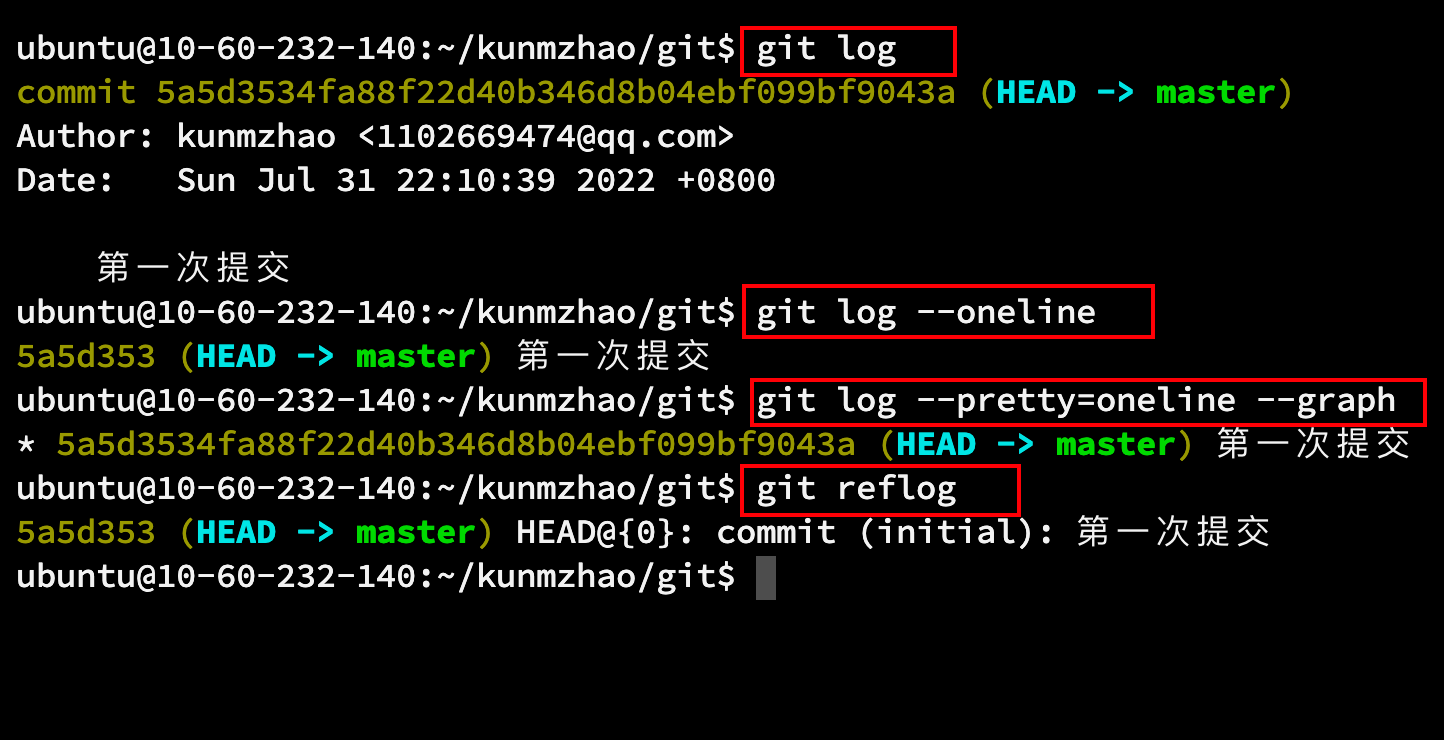 ubuntu@10-60-232-140:~/kunmzhao/git$ git log
commit 5a5d3534fa88f22d40b346d8b04ebf099bf9043a (HEAD -> master)
Author: kunmzhao <1102669474@qq.com>
Date:   Sun Jul 31 22:10:39 2022 +0800
    第一次提交
ubuntu@10-60-232-140:~/kunmzhao/git$ git log --oneline
5a5d353 (HEAD -> master) 第一次提交
ubuntu@10-60-232-140:~/kunmzhao/git$ git log --pretty=oneline --graph
* 5a5d3534fa88f22d40b346d8b04ebf099bf9043a (HEAD -> master) 第一次提交
ubuntu@10-60-232-140:~/kunmzhao/git$ git reflog
5a5d353 (HEAD -> master) HEAD@{0}: commit (initial): 第一次提交
ubuntu@10-60-232-140:~/kunmzhao/git$